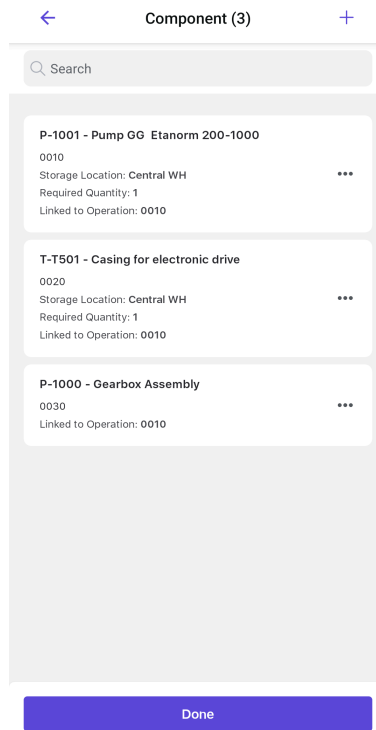 Component (3)
Search
P-1001 - Pump GG Etanorm 200-1000
0010
Storage Location: Central WH
Required Quantity: 1
Linked to Operation: 0010
T-T501 - Casing for electronic drive
0020
Storage Location: Central WH
Required Quantity: 1
Linked to Operation: 0010
P-1000 - Gearbox Assembly
0030
Linked to Operation: 0010
Done